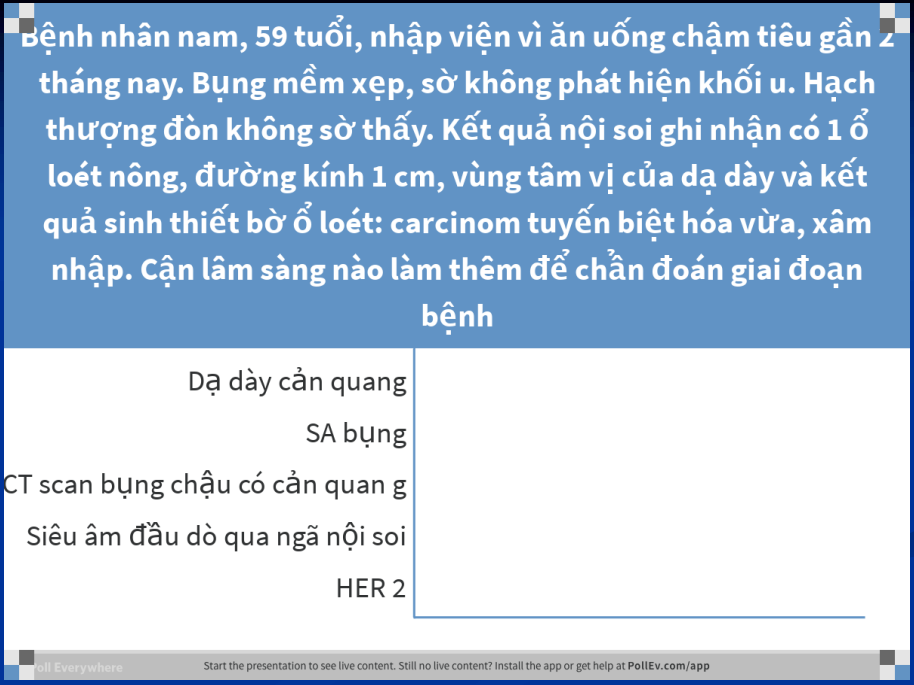 Bệnh nhân nam, 59 tuổi, nhập viện vì ăn uống chậm tiêu gần 2
tháng nay. Bụng mềm xẹp, sờ không phát hiện khối u. Hạch
thượng đòn không sờ thấy. Kết quả nội soi ghi nhận có 1 ổ
loét nông, đường kính 1 cm, vùng tâm vị của dạ dày và kết
quả sinh thiết bờ ổ loét: carcinom tuyến biệt hóa vừa, xâm
nhập. Cận lâm sàng nào làm thêm để chẩn đoán giai đoạn
bệnh
Dạ dày cản quang
SA bụng
CT scan bụng chậu có cản quan g
Siêu âm đầu dò qua ngã nội soi
HER 2
Poll Everywhere
Start the presentation to see live content. Still no live content? Install the app or get help at PollEv.com/app